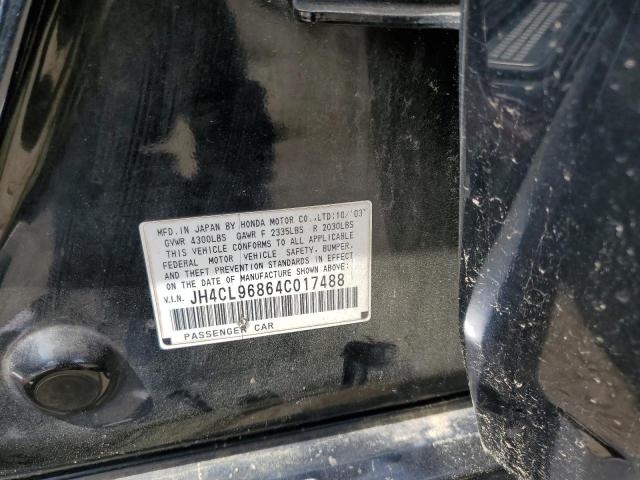 MFD.IN JAPAN BY HONDA MOTOR CO.,LTD:10/'03'
GVWR 4300LBS GAWR F 2335LBS R 2030LBS
THIS VEHICLE CONFORMS TO ALL APPLICABLE
FEDERAL MOTOR VEHICLE SAFETY, BUMPER,
AND THEFT PREVENTION STANDARDS IN EFFECT
ON THE DATE OF MANUFACTURE SHOWN ABOVE:
V.I.N. JH4CL96864C017488
PASSENGER CAR